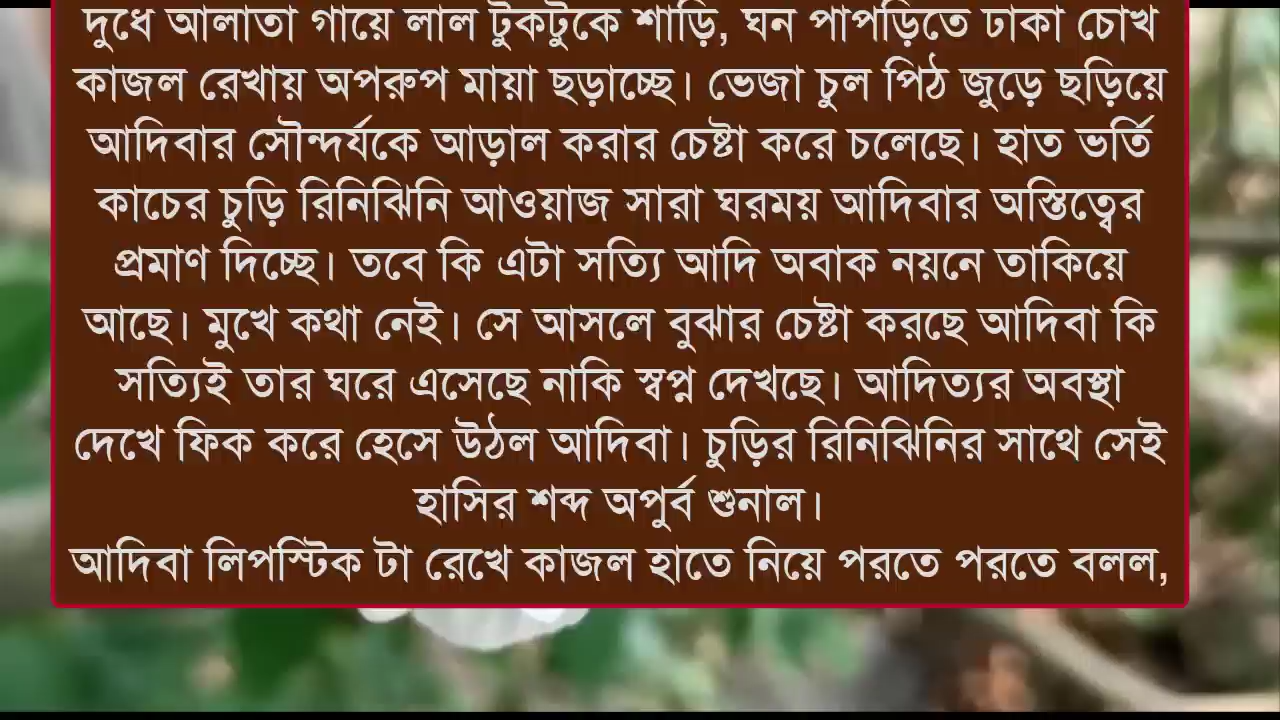 দুধে আলাতা গায়ে লাল টুকটুকে শাড়ি, ঘন পাপড়িতে ঢাকা চোখ
কাজল রেখায় অপরুপ মায়া ছড়াচ্ছে। ভেজা চুল পিঠ জুড়ে ছড়িয়ে
আদিবার সৌন্দর্যকে আড়াল করার চেষ্টা করে চলেছে। হাত ভর্তি
কাচের চুড়ি রিনিঝিনি আওয়াজ সারা ঘরময় আদিবার অস্তিত্বের
প্রমাণ দিচ্ছে। তবে কি এটা সত্যি আদি অবাক নয়নে তাকিয়ে
আছে। মুখে কথা নেই। সে আসলে বুঝার চেষ্টা করছে আদিবা কি
সত্যিই তার ঘরে এসেছে নাকি স্বপ্ন দেখছে। আদিত্যর অবস্থা
দেখে ফিক করে হেসে উঠল আদিবা। চুড়ির রিনিঝিনির সাথে সেই
হাসির শব্দ অপুর্ব শুনাল।
আদিবা লিপস্টিক টা রেখে কাজল হাতে নিয়ে পরতে পরতে বলল,